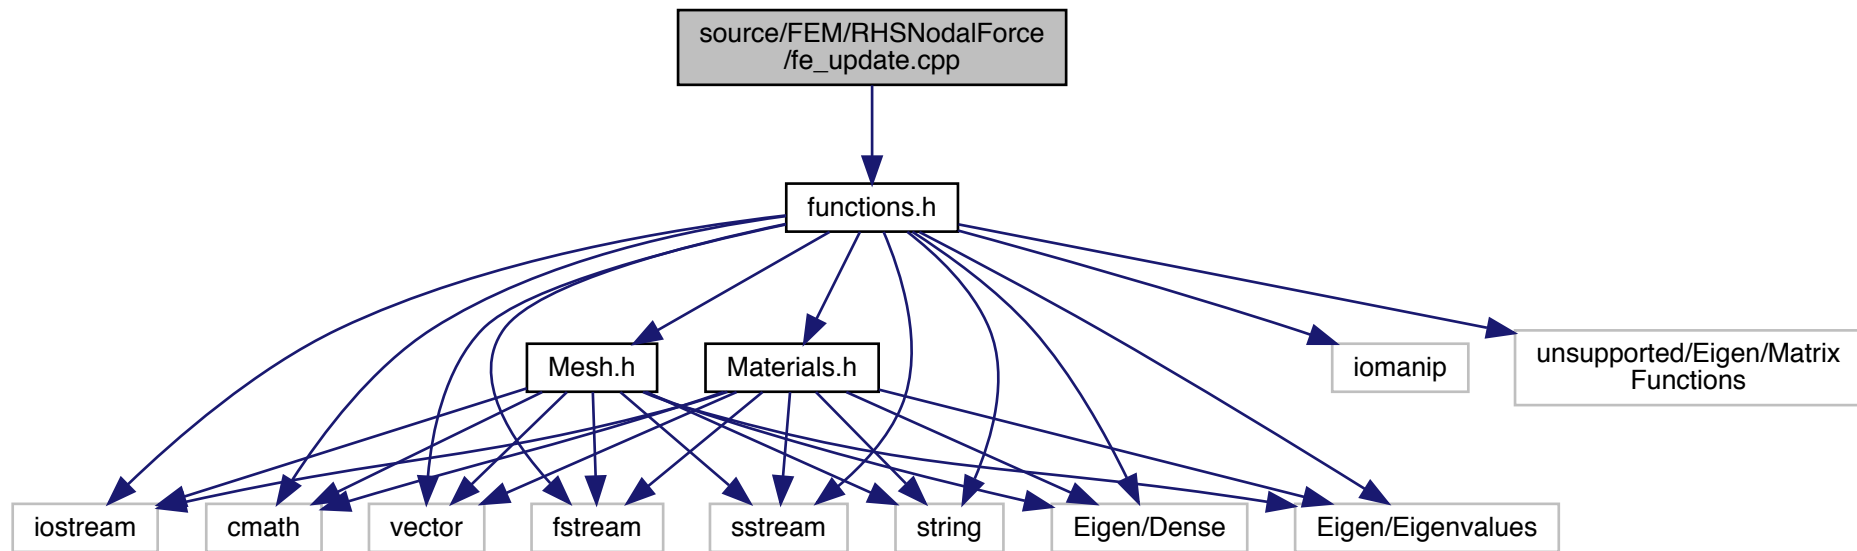 source/FEM/RHSNodalForce
/fe_update.cpp
functions.h
Mesh.h
Materials.h
iomanip
unsupported/Eigen/Matrix
Functions
iostream
cmath
vector
fstream
sstream
string
Eigen/Dense
Eigen/Eigenvalues